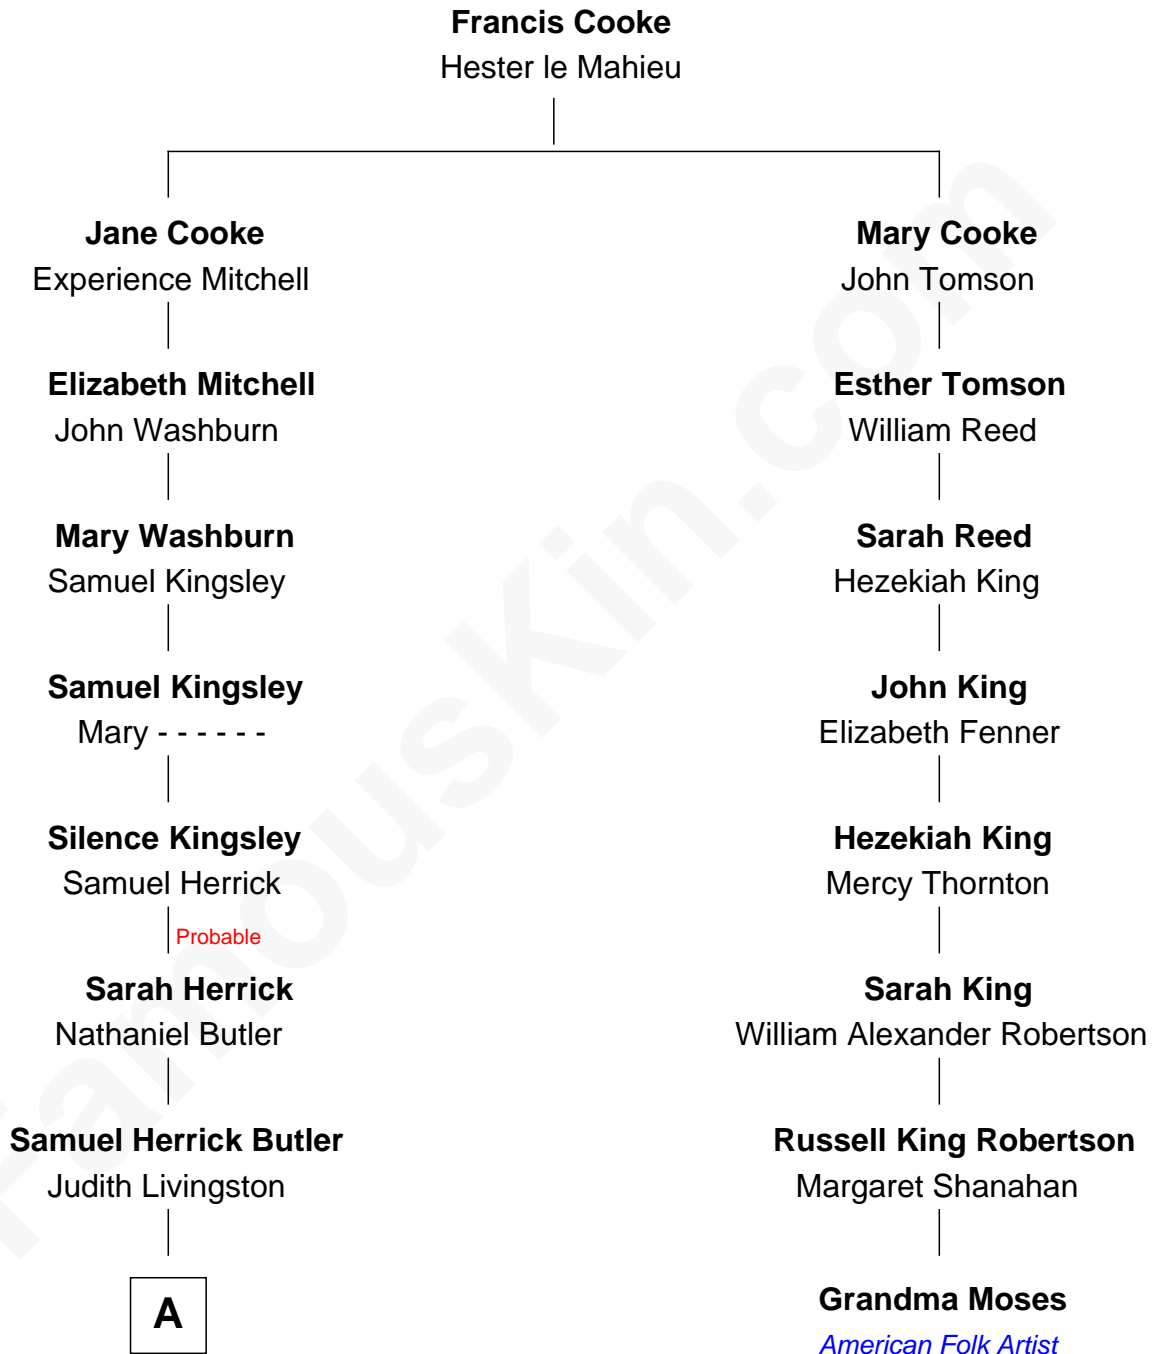 Francis Cooke
Hester le Mahieu
Jane Cooke
Experience Mitchell
Elizabeth Mitchell
John Washburn
Mary Washburn
Samuel Kingsley
Samuel Kingsley
Mary - - - - - -
Silence Kingsley
Samuel Herrick
Probable
Sarah Herrick
Nathaniel Butler
Samuel Herrick Butler
Judith Livingston
A
Mary Cooke
John Tomson
Esther Tomson
William Reed
Sarah Reed
Hezekiah King
John King
Elizabeth Fenner
Hezekiah King
Mercy Thornton
Sarah King
William Alexander Robertson
Russell King Robertson
Margaret Shanahan
Grandma Moses
American Folk Artist
FamousKin.com